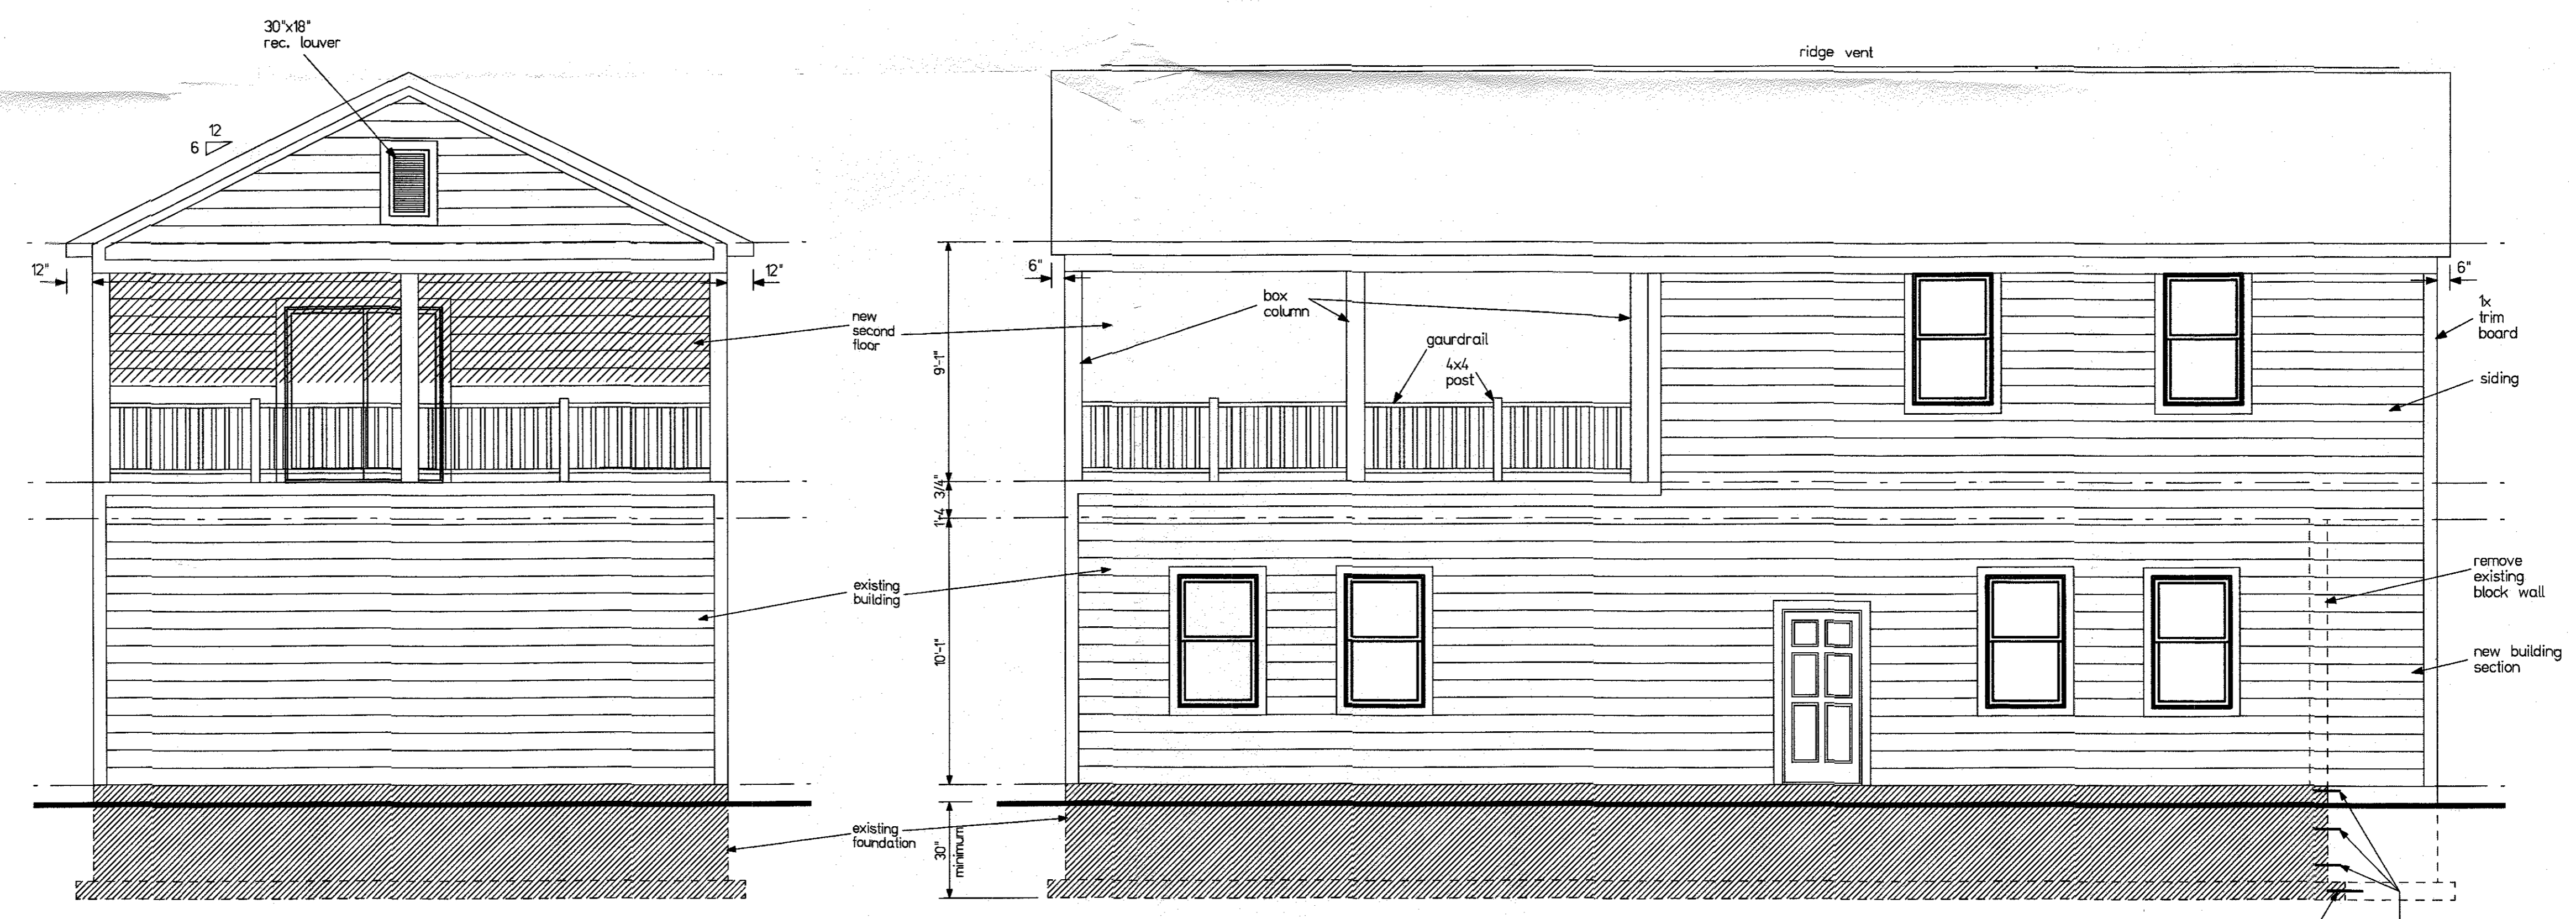 30"x18"
rec. louver
ridge vent
12
6
12"
12"
6"
6"
new
second
floor
box
column
gaurdrail
4x4
post
1x
trim
board
siding
9'-1"
1'-4 3/4"
10'-1"
existing
building
remove
existing
block wall
new building
section
existing
foundation
30"
minimum